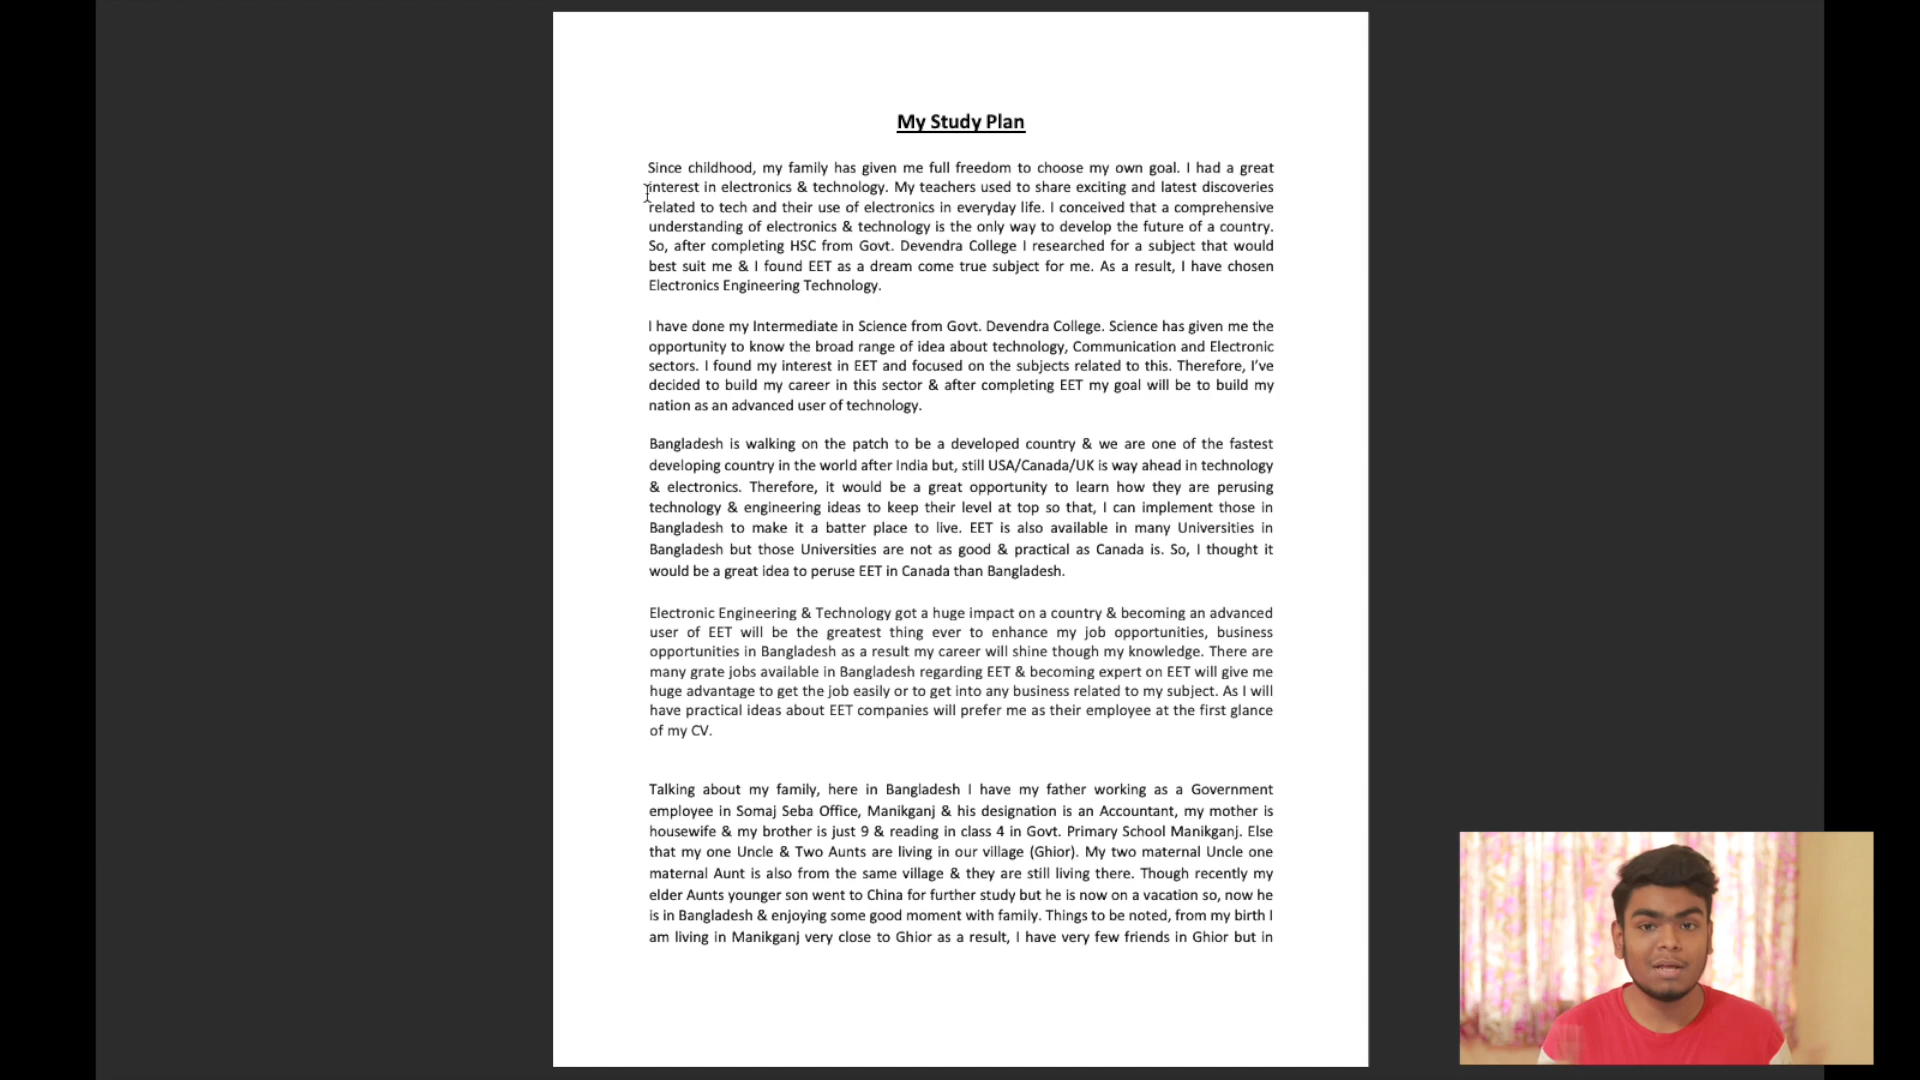 My Study Plan
Since childhood, my family has given me full freedom to choose my own goal. I had a great
interest in electronics & technology. My teachers used to share exciting and latest discoveries
related to tech and their use of electronics in everyday life. I conceived that a comprehensive
understanding of electronics & technology is the only way to develop the future of a country.
So, after completing HSC from Govt. Devendra College I researched for a subject that would
best suit me & I found EET as a dream come true subject for me. As a result, I have chosen
Electronics Engineering Technology.
I have done my Intermediate in Science from Govt. Devendra College. Science has given me the
opportunity to know the broad range of idea about technology, Communication and Electronic
sectors. I found my interest in EET and focused on the subjects related to this. Therefore, I've
decided to build my career in this sector & after completing EET my goal will be to build my
nation as an advanced user of technology.
Bangladesh is walking on the patch to be a developed country & we are one of the fastest
developing country in the world after India but, still USA/Canada/UK is way ahead in technology
& electronics. Therefore, it would be a great opportunity to learn how they are perusing
technology & engineering ideas to keep their level at top so that, I can implement those in
Bangladesh to make it a batter place to live. EET is also available in many Universities in
Bangladesh but those Universities are not as good & practical as Canada is. So, I thought it
would be a great idea to peruse EET in Canada than Bangladesh.
Electronic Engineering & Technology got a huge impact on a country & becoming an advanced
user of EET will be the greatest thing ever to enhance my job opportunities, business
opportunities in Bangladesh as a result my career will shine though my knowledge. There are
many grate jobs available in Bangladesh regarding EET & becoming expert on EET will give me
huge advantage to get the job easily or to get into any business related to my subject. As I will
have practical ideas about EET companies will prefer me as their employee at the first glance
of my CV.
Talking about my family, here in Bangladesh I have my father working as a Government
employee in Somaj Seba Office, Manikganj & his designation is an Accountant, my mother is
housewife & my brother is just 9 & reading in class 4 in Govt. Primary School Manikganj. Else
that my one Uncle & Two Aunts are living in our village (Ghior). My two maternal Uncle one
maternal Aunt is also from the same village & they are still living there. Though recently my
elder Aunts younger son went to China for further study but he is now on a vacation so, now he
is in Bangladesh & enjoying some good moment with family. Things to be noted, from my birth I
am living in Manikganj very close to Ghior as a result, I have very few friends in Ghior but in